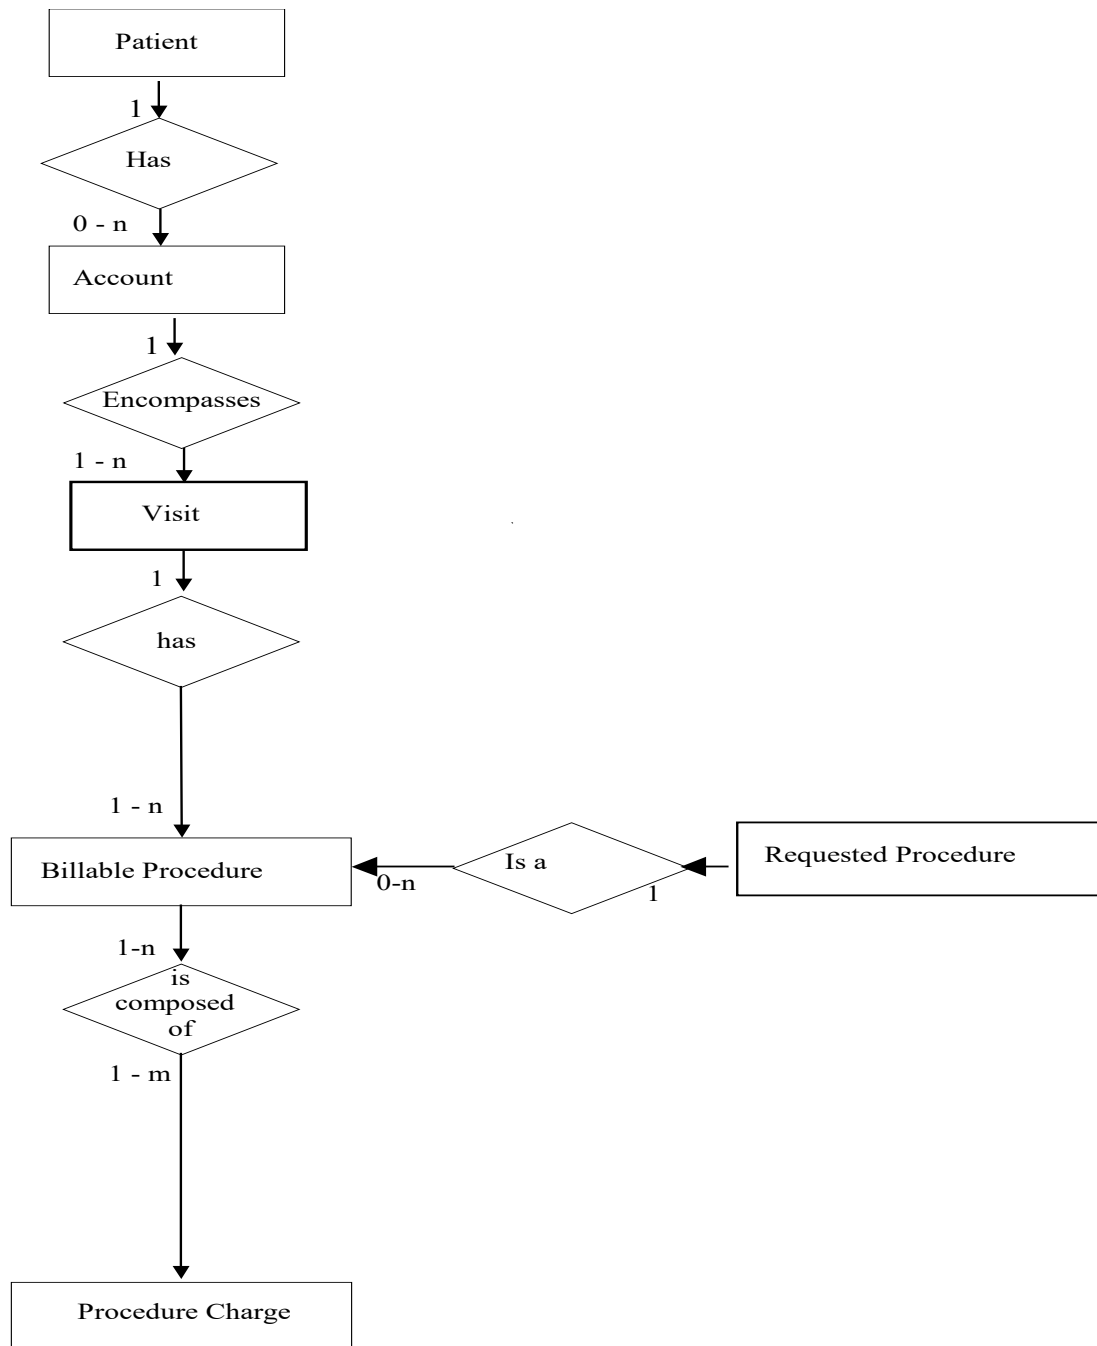 Patient
1
Has
0 - n
Account
1
Encompasses
1 - n
Visit
1
has
1 - n
Billable Procedure
0-n
Is a
1
Requested Procedure
1-n
is
composed
of
1 - m
Procedure Charge